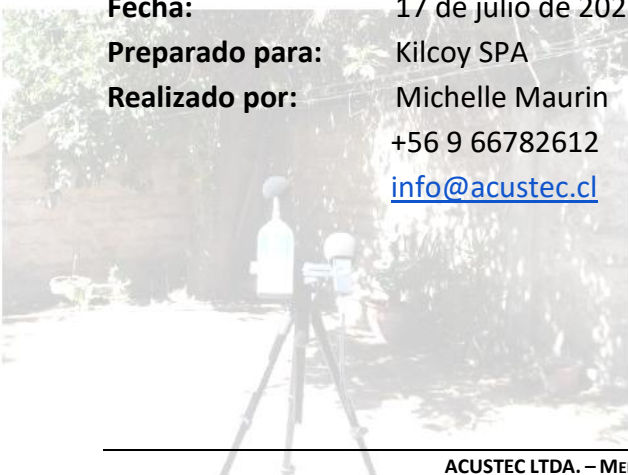 Fecha: 17 de julio de 202
Preparado para: Kilcoy SPA
Realizado por: Michelle Maurin
+56 9 66782612
info@acustec.cl
ACUSTEC LTDA. – ME